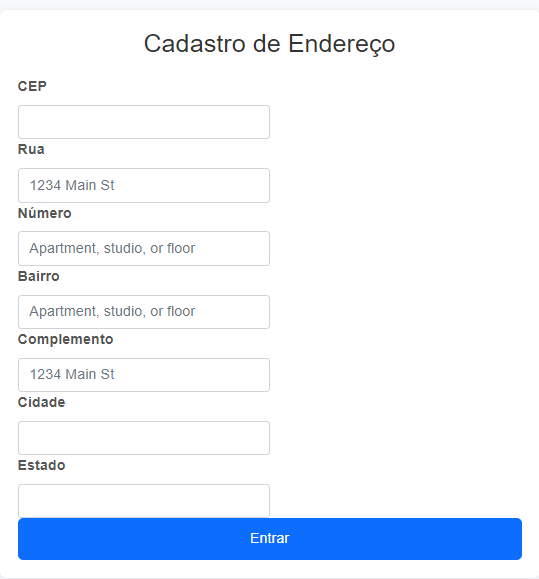 Cadastro de Endereço
CEP
Rua
1234 Main St
Número
Apartment, studio, or floor
Bairro
Apartment, studio, or floor
Complemento
1234 Main St
Cidade
Estado
Entrar